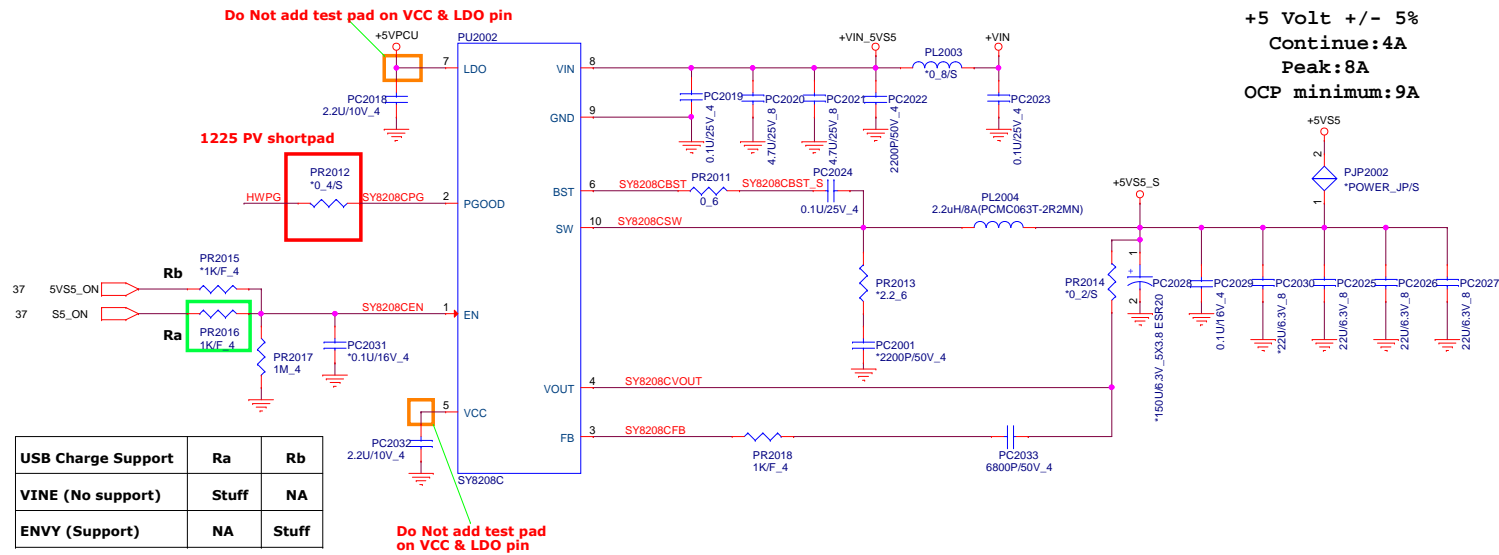 Do Not add test pad on VCC & LDO pin
+5VPCU
PU2002
7
LDO
PC2018
2.2U/10V_4
1225 PV shortpad
PR2012
*0_4/S
HWPG
SY8208CPG
2
PGOOD
PR2015
*1K/F_4
Rb
37
5VS5_ON
37
S5_ON
Ra
PR2016
1K/F_4
SY8208CEN
1
EN
PR2017
1M_4
PC2031
*0.1U/16V_4
5
VCC
PC2032
2.2U/10V_4
SY8208C
Do Not add test pad
on VCC & LDO pin
VIN
8
GND
9
BST
6
SW
10
VOUT
4
FB
3
+VIN_5VS5
+VIN
PL2003
*0_8/S
PC2019
0.1U/25V_4
PC2020
4.7U/25V_8
PC2021
4.7U/25V_8
PC2022
2200P/50V_4
PC2023
0.1U/25V_4
SY8208CBST
PR2011
0_6
SY8208CBST_S
PC2024
0.1U/25V_4
SY8208CSW
PL2004
2.2uH/8A(PCMC063T-2R2MN)
PR2013
*2.2_6
PC2001
*2200P/50V_4
SY8208CVOUT
SY8208CFB
PR2018
1K/F_4
PC2033
6800P/50V_4
+5 Volt +/- 5%
Continue:4A
Peak:8A
OCP minimum:9A
+5VS5
2
PJP2002
*POWER_JP/S
1
+5VS5_S
PR2014
*0_2/S
1
+
2
PC2028
*150U/6.3V_5X3.8 ESR20
PC2029
0.1U/16V_4
PC2030
*22U/6.3V_8
PC2025
22U/6.3V_8
PC2026
22U/6.3V_8
PC2027
22U/6.3V_8
USB Charge Support Ra Rb
VINE (No support) Stuff NA
ENVY (Support) NA Stuff